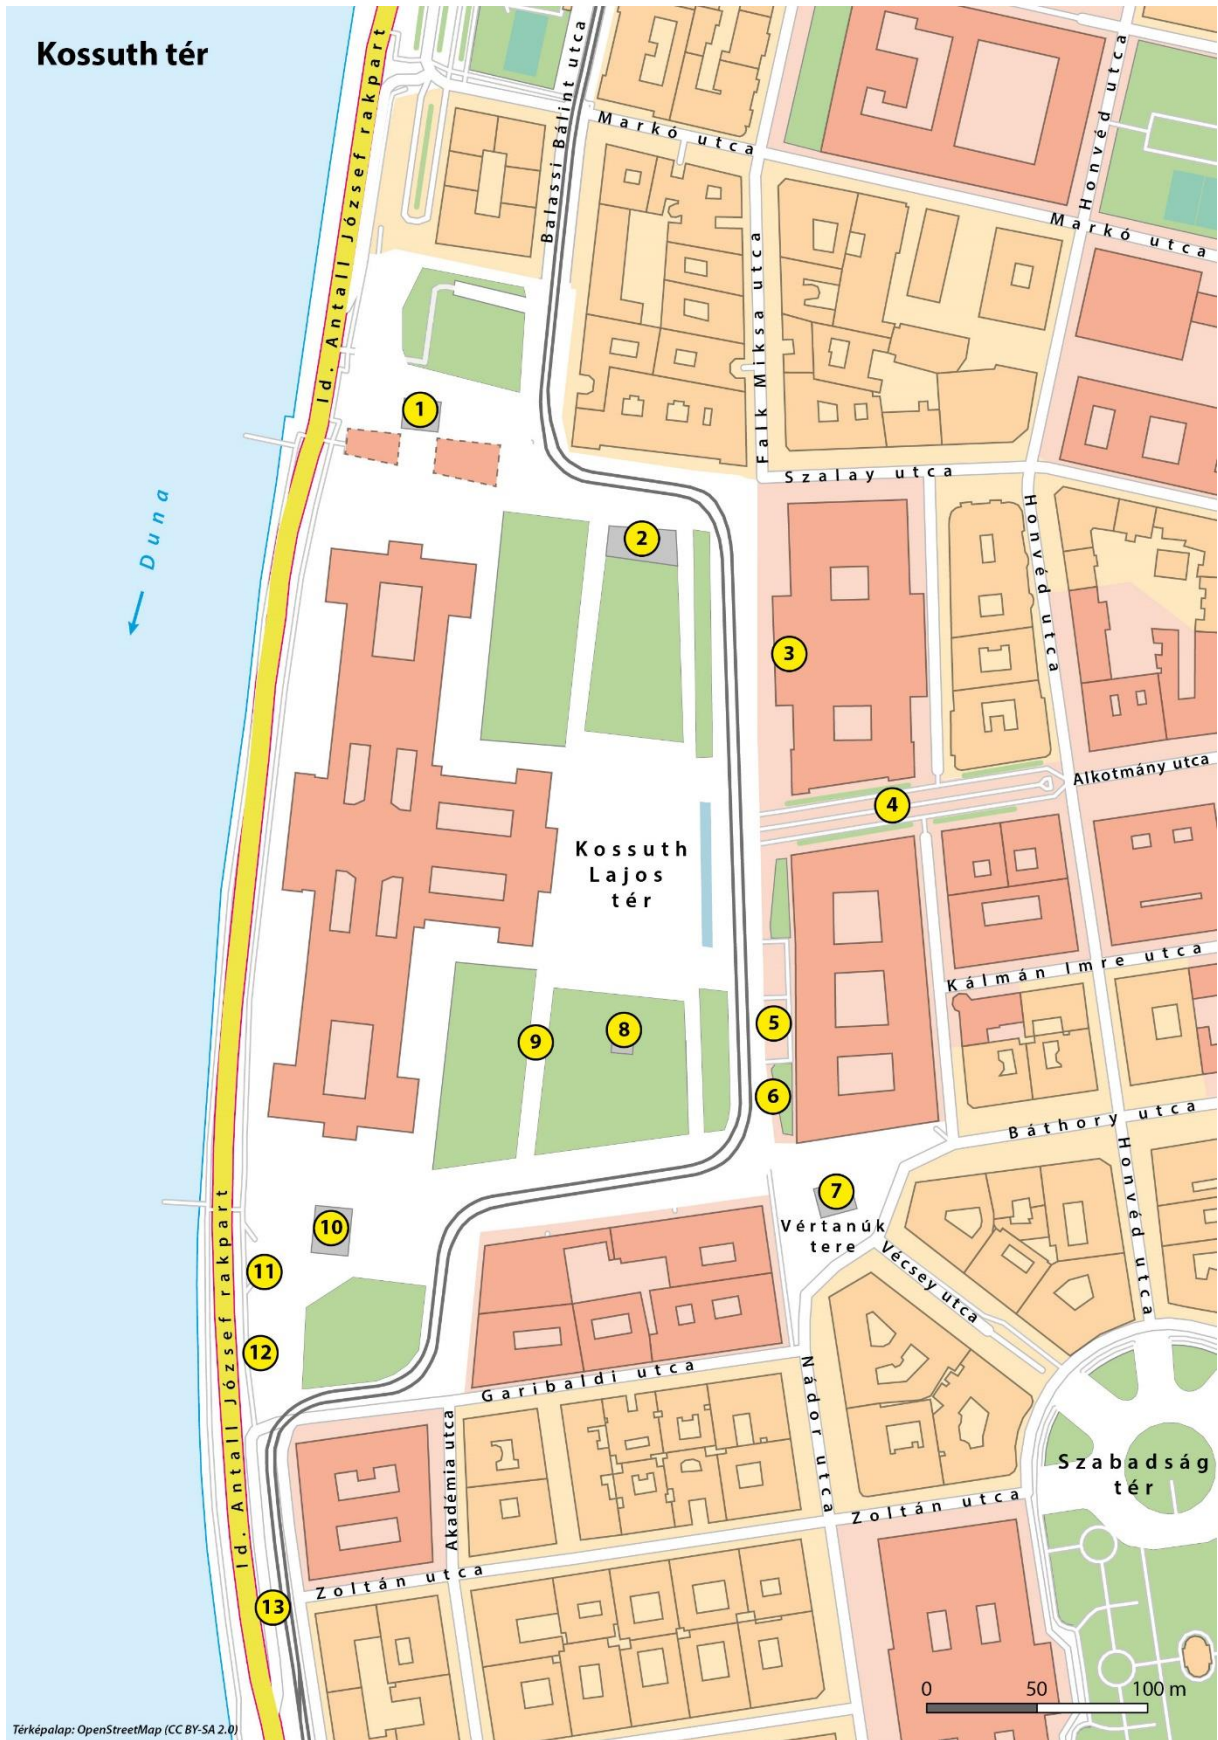 Kossuth tér
Id. Antall József rakpart
Balassi Bálint utca
Markó utca
Honvéd utca
Markó utca
Falk Miksa utca
1
Szalay utca
Duna
2
Honvéd utca
3
Alkotmány utca
4
Kossuth
Lajos
tér
Kálmán Imre utca
5
8
9
6
Báthory utca
Honvéd utca
7
Vértanúk
tere
Vécsey utca
10
11
12
Id. Antall József rakpart
Garibaldi utca
Nádor utca
Akadémia utca
Szabadság
tér
Zoltán utca
Zoltán utca
13
0 50 100 m
Térképalap: OpenStreetMap (CC BY-SA 2.0)